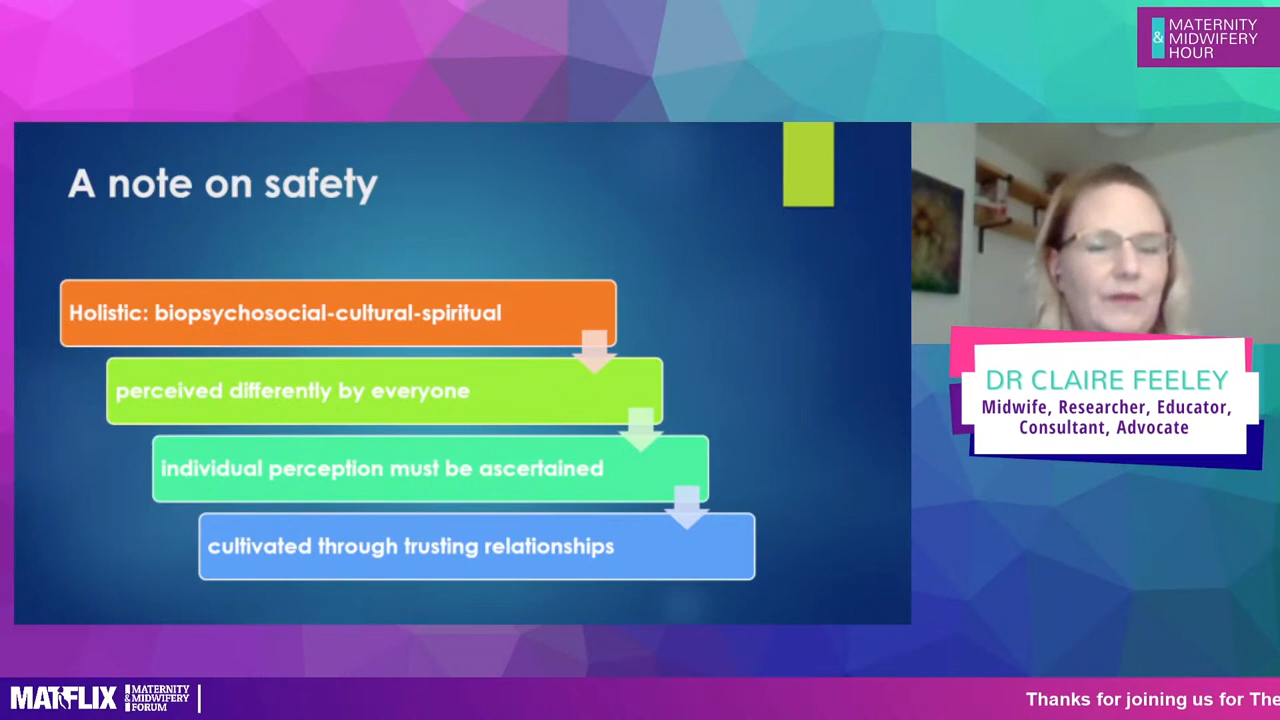 MATERNITY
& MIDWIFERY
HOUR
A note on safety
Holistic: biopsychosocial-cultural-spiritual
perceived differently by everyone
individual perception must be ascertained
cultivated through trusting relationships
DR CLAIRE FEELEY
Midwife, Researcher, Educator,
Consultant, Advocate
MATFLIX
MATERNITY
& MIDWIFERY
FORUM
Thanks for joining us for The